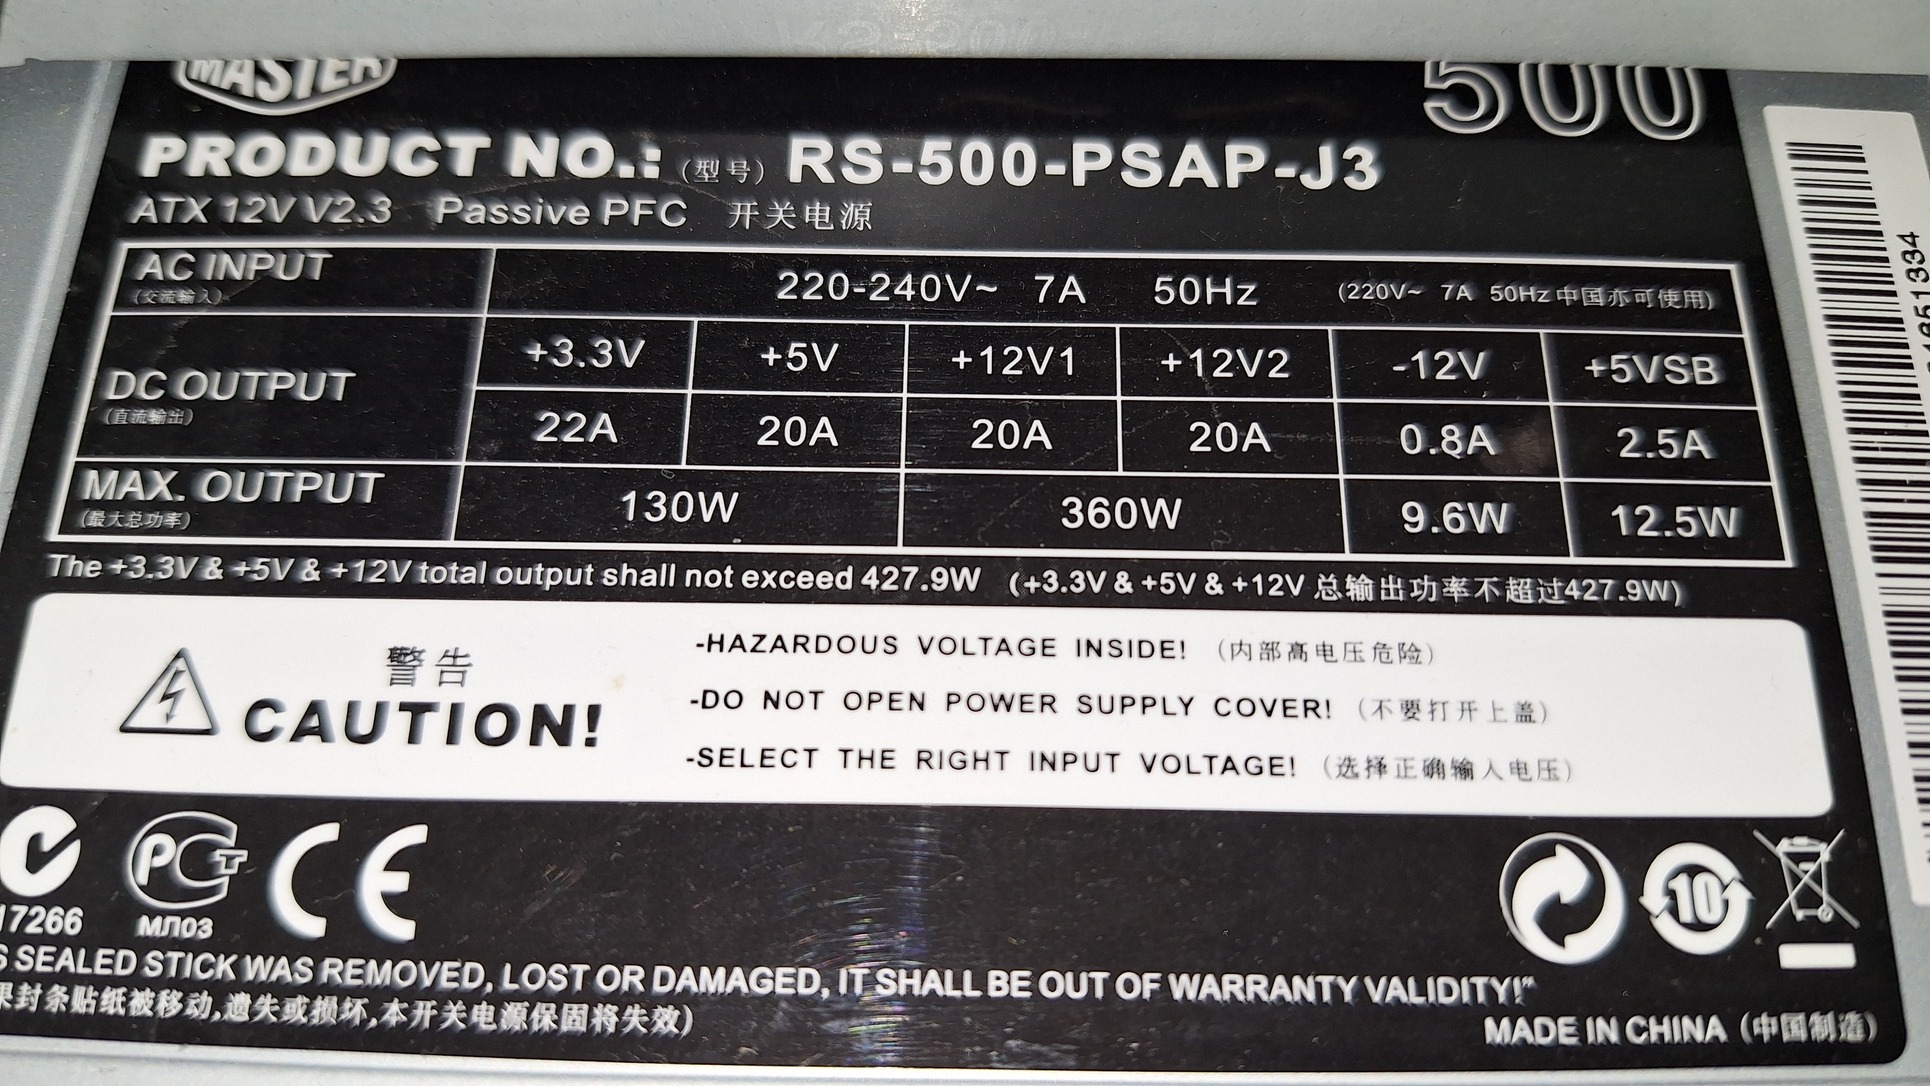 MASTER
500
PRODUCT NO.: (型号) RS-500-PSAP-J3
ATX 12V V2.3 Passive PFC 开关电源
AC INPUT 220-240V~ 7A 50Hz (220V~ 7A 50Hz 中国亦可使用)
(交流输入)
DC OUTPUT +3.3V +5V +12V1 +12V2 -12V +5VSB
(直流输出) 22A 20A 20A 20A 0.8A 2.5A
MAX. OUTPUT 130W 360W 9.6W 12.5W
(最大总功率)
The +3.3V & +5V & +12V total output shall not exceed 427.9W (+3.3V & +5V & +12V 总输出功率不超过427.9W)
警告
CAUTION!
-HAZARDOUS VOLTAGE INSIDE! (内部高电压危险)
-DO NOT OPEN POWER SUPPLY COVER! (不要打开上盖)
-SELECT THE RIGHT INPUT VOLTAGE! (选择正确输入电压)
PCT
CE
10
17266
МЛ03
SEALED STICK WAS REMOVED, LOST OR DAMAGED, IT SHALL BE OUT OF WARRANTY VALIDITY!"
封条贴纸被移动,遗失或损坏,本开关电源保固将失效)
MADE IN CHINA (中国制造)
51334